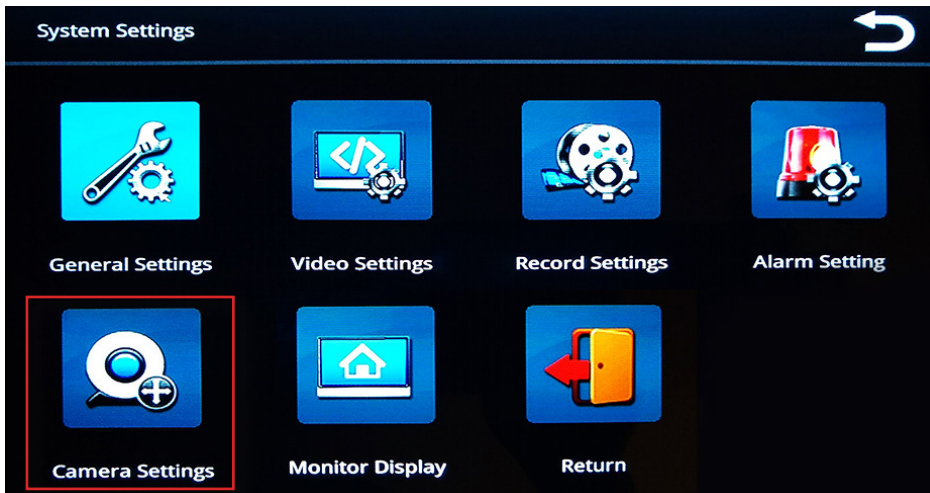 System Settings
General Settings
Video Settings
Record Settings
Alarm Setting
Camera Settings
Monitor Display
Return